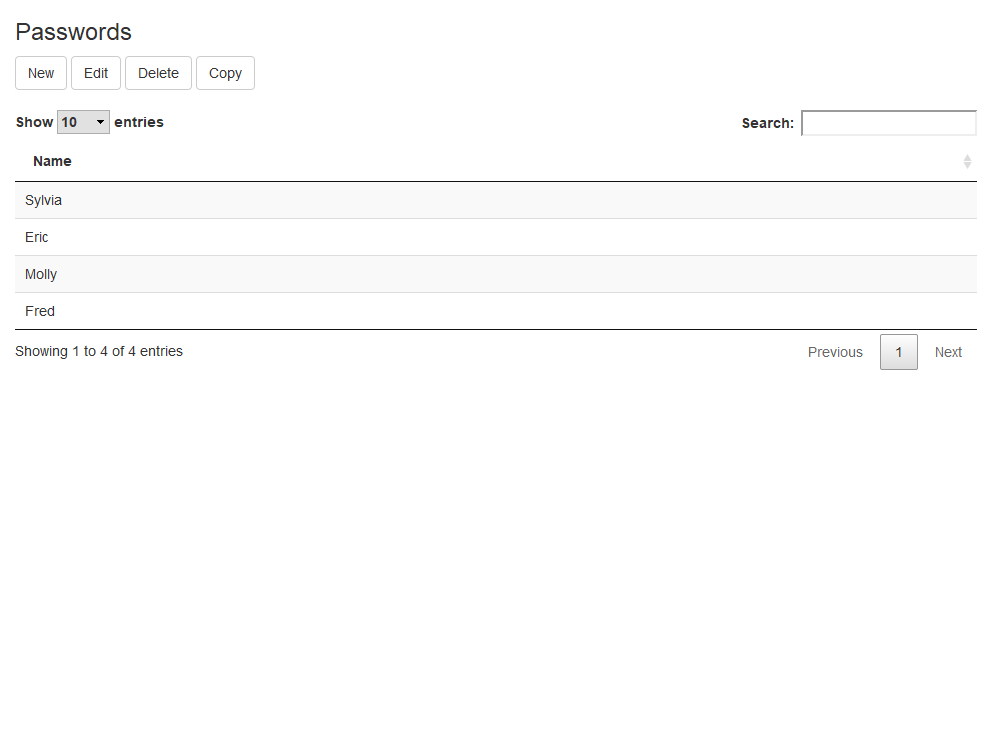 Passwords
New Edit Delete Copy
Show 10 entries Search:
Name
Sylvia
Eric
Molly
Fred
Showing 1 to 4 of 4 entries Previous 1 Next